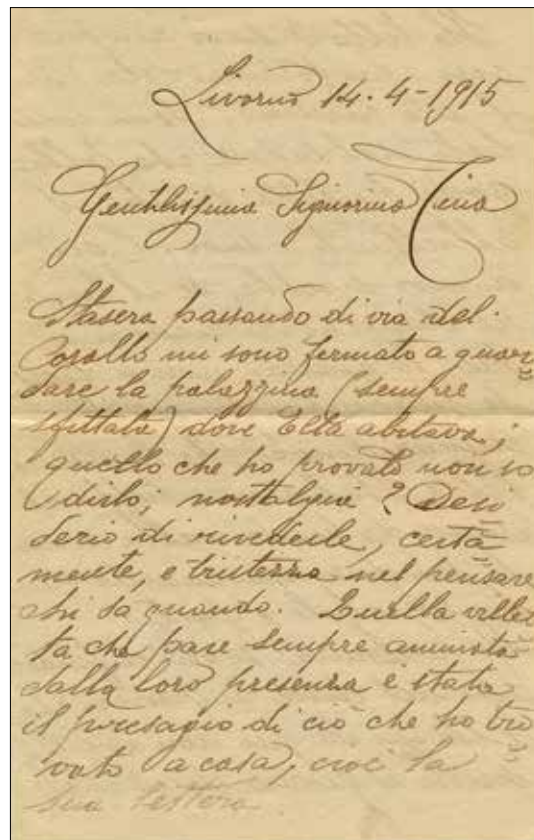 Livorno 14-4-1915
Gentilissima Signorina Tina
Stasera passando di via del
Corallo mi sono fermato a guar
dare la palazzina (sempre
sfittata) dove Ella abitava;
quello che ho provato non so
dirlo; nostalgia? Desi
derio di rivederle, certa
mente, e tristezza nel pensare
chi sa quando. Quella villet
ta che pare sempre animata
dalla loro presenza è stata
il presagio di ciò che ho tro
vato a casa, cioè la
sua lettera.